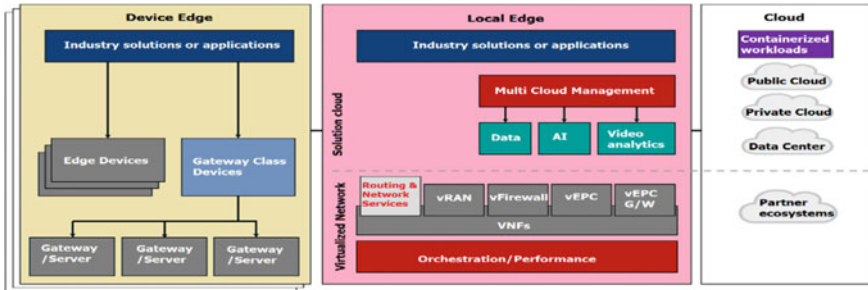 Device Edge
Industry solutions or applications
Edge Devices
Gateway Class
Devices
Gateway
/Server
Gateway
/Server
Gateway
/Server
Local Edge
Industry solutions or applications
Solution cloud
Multi Cloud Management
Data
AI
Video
analytics
Virtualized Network
Routing &
Network
Services
vRAN
vFirewall
vEPC
vEPC
G/W
VNFs
Orchestration/Performance
Cloud
Containerized
workloads
Public Cloud
Private Cloud
Data Center
Partner
ecosystems